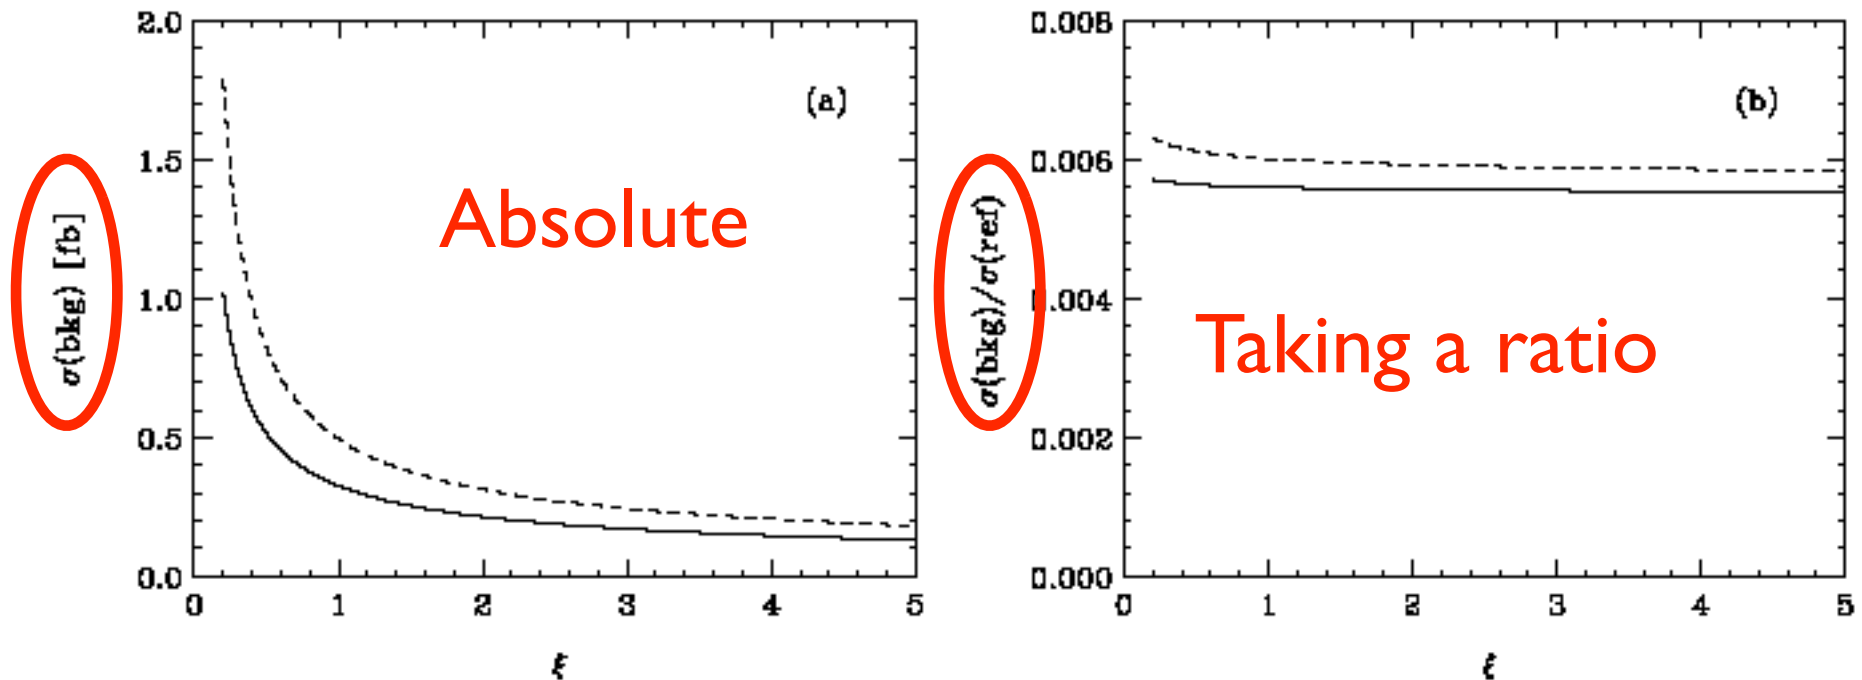 2.0
1.5
1.0
0.5
0.0
0 1 2 3 4 5
ξ
σ(bkg) [fb]
(a)
Absolute
0.008
0.006
0.004
0.002
0.000
0 1 2 3 4 5
ξ
σ(bkg)/σ(ref)
(b)
Taking a ratio